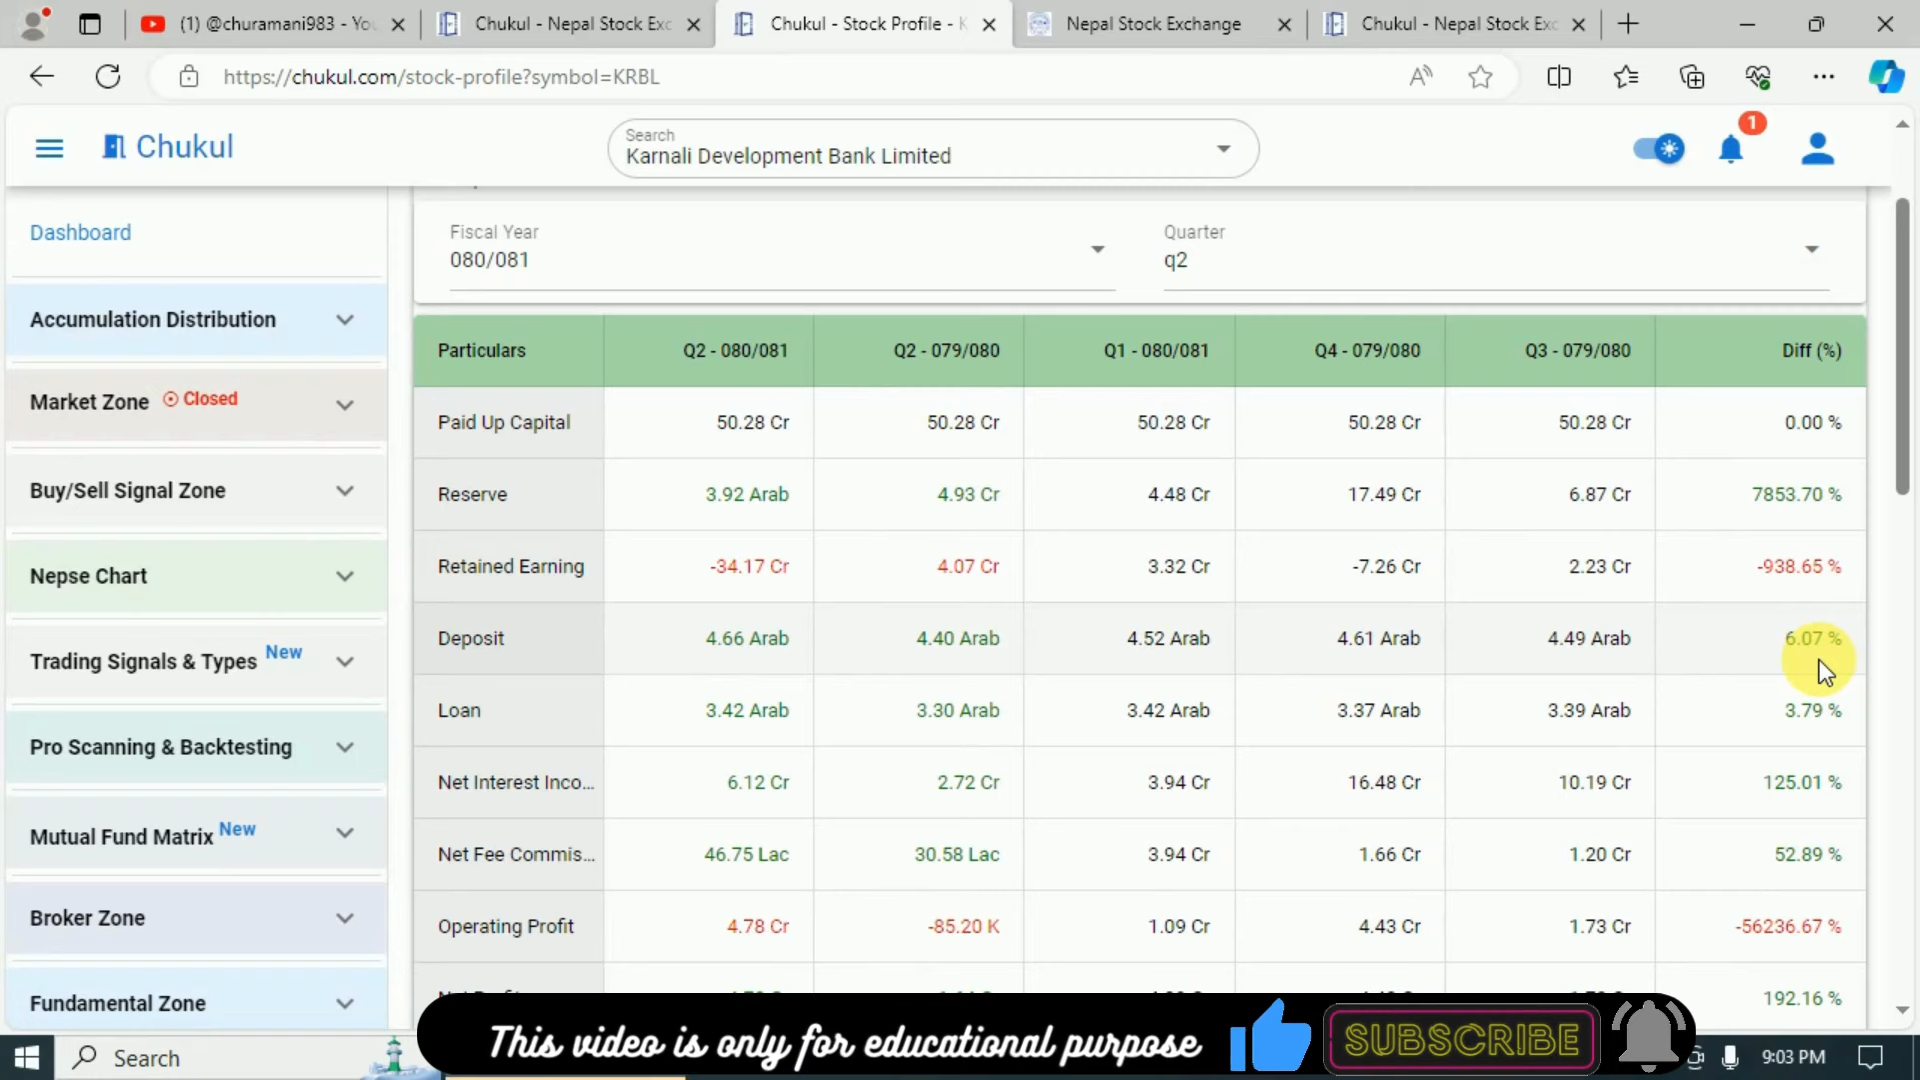 (1) @churamani983 - You
Chukul - Nepal Stock Exc
Chukul - Stock Profile - K
Nepal Stock Exchange
Chukul - Nepal Stock Exc
https://chukul.com/stock-profile?symbol=KRBL
Chukul
Search
Karnali Development Bank Limited
1
Dashboard
Accumulation Distribution
Market Zone Closed
Buy/Sell Signal Zone
Nepse Chart
Trading Signals & Types New
Pro Scanning & Backtesting
Mutual Fund Matrix New
Broker Zone
Fundamental Zone
Fiscal Year
080/081
Quarter
q2
Particulars Q2 - 080/081 Q2 - 079/080 Q1 - 080/081 Q4 - 079/080 Q3 - 079/080 Diff (%)
Paid Up Capital 50.28 Cr 50.28 Cr 50.28 Cr 50.28 Cr 50.28 Cr 0.00 %
Reserve 3.92 Arab 4.93 Cr 4.48 Cr 17.49 Cr 6.87 Cr 7853.70 %
Retained Earning -34.17 Cr 4.07 Cr 3.32 Cr -7.26 Cr 2.23 Cr -938.65 %
Deposit 4.66 Arab 4.40 Arab 4.52 Arab 4.61 Arab 4.49 Arab 6.07 %
Loan 3.42 Arab 3.30 Arab 3.42 Arab 3.37 Arab 3.39 Arab 3.79 %
Net Interest Inco... 6.12 Cr 2.72 Cr 3.94 Cr 16.48 Cr 10.19 Cr 125.01 %
Net Fee Commis... 46.75 Lac 30.58 Lac 3.94 Cr 1.66 Cr 1.20 Cr 52.89 %
Operating Profit 4.78 Cr -85.20 K 1.09 Cr 4.43 Cr 1.73 Cr -56236.67 %
192.16 %
This video is only for educational purpose
SUBSCRIBE
Search
9:03 PM